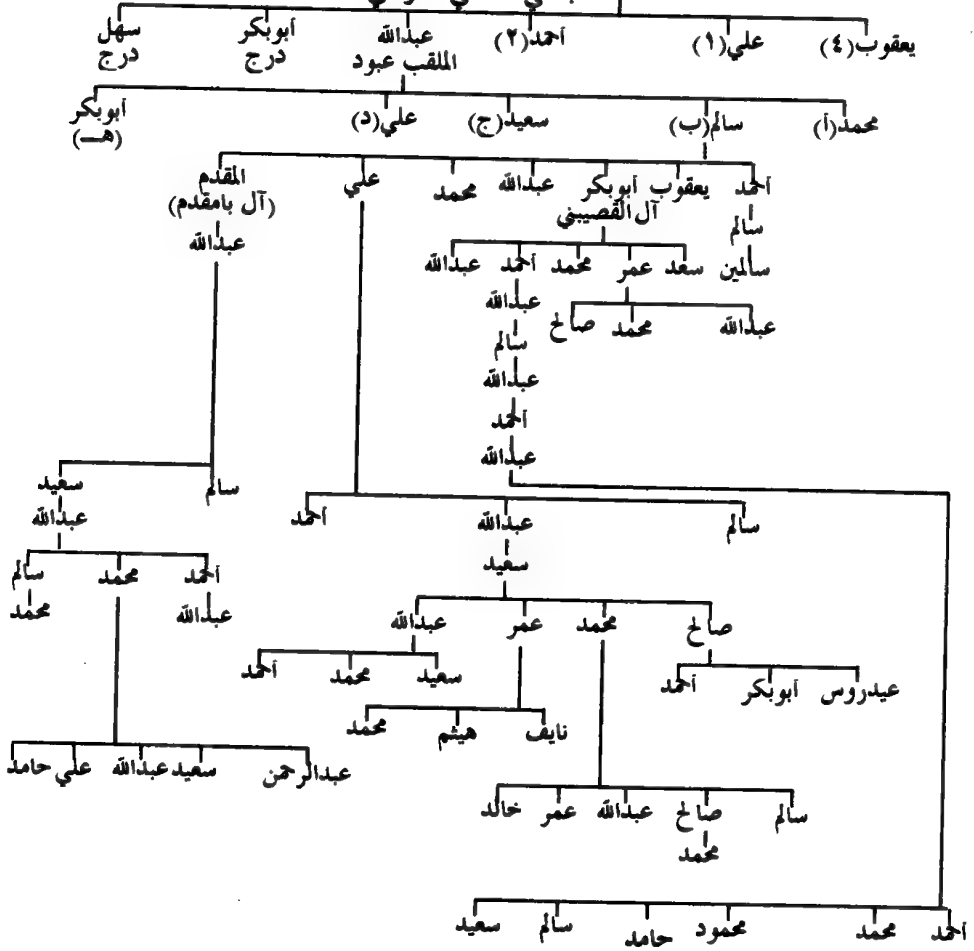 يعقوب(٤) علي(١) أحمد(٢) عبدالله أبوبكر سهل
الملقب عبود درج درج
محمد(أ) سالم(ب) سعيد(ج) علي(د) أبوبكر
(هـ)
أحمد يعقوب أبوبكر عبدالله محمد علي المقدم
آل القصيبني (آل بامقدم)
سالم عبدالله
سالمين سعد عمر محمد أحمد عبدالله
عبدالله
عبدالله محمد صالح
سالم
عبدالله
أحمد
عبدالله
سالم سعيد
سالم عبدالله أحمد عبدالله
سعيد
أحمد محمد سالم
صالح محمد عمر عبدالله عبدالله محمد
عيدروس أبوبكر أحمد سعيد محمد أحمد
نايف هيثم محمد
عبدالرحمن سعيد عبدالله علي حامد
سالم صالح عبدالله عمر خالد
محمد
أحمد محمد محمود حامد سالم سعيد